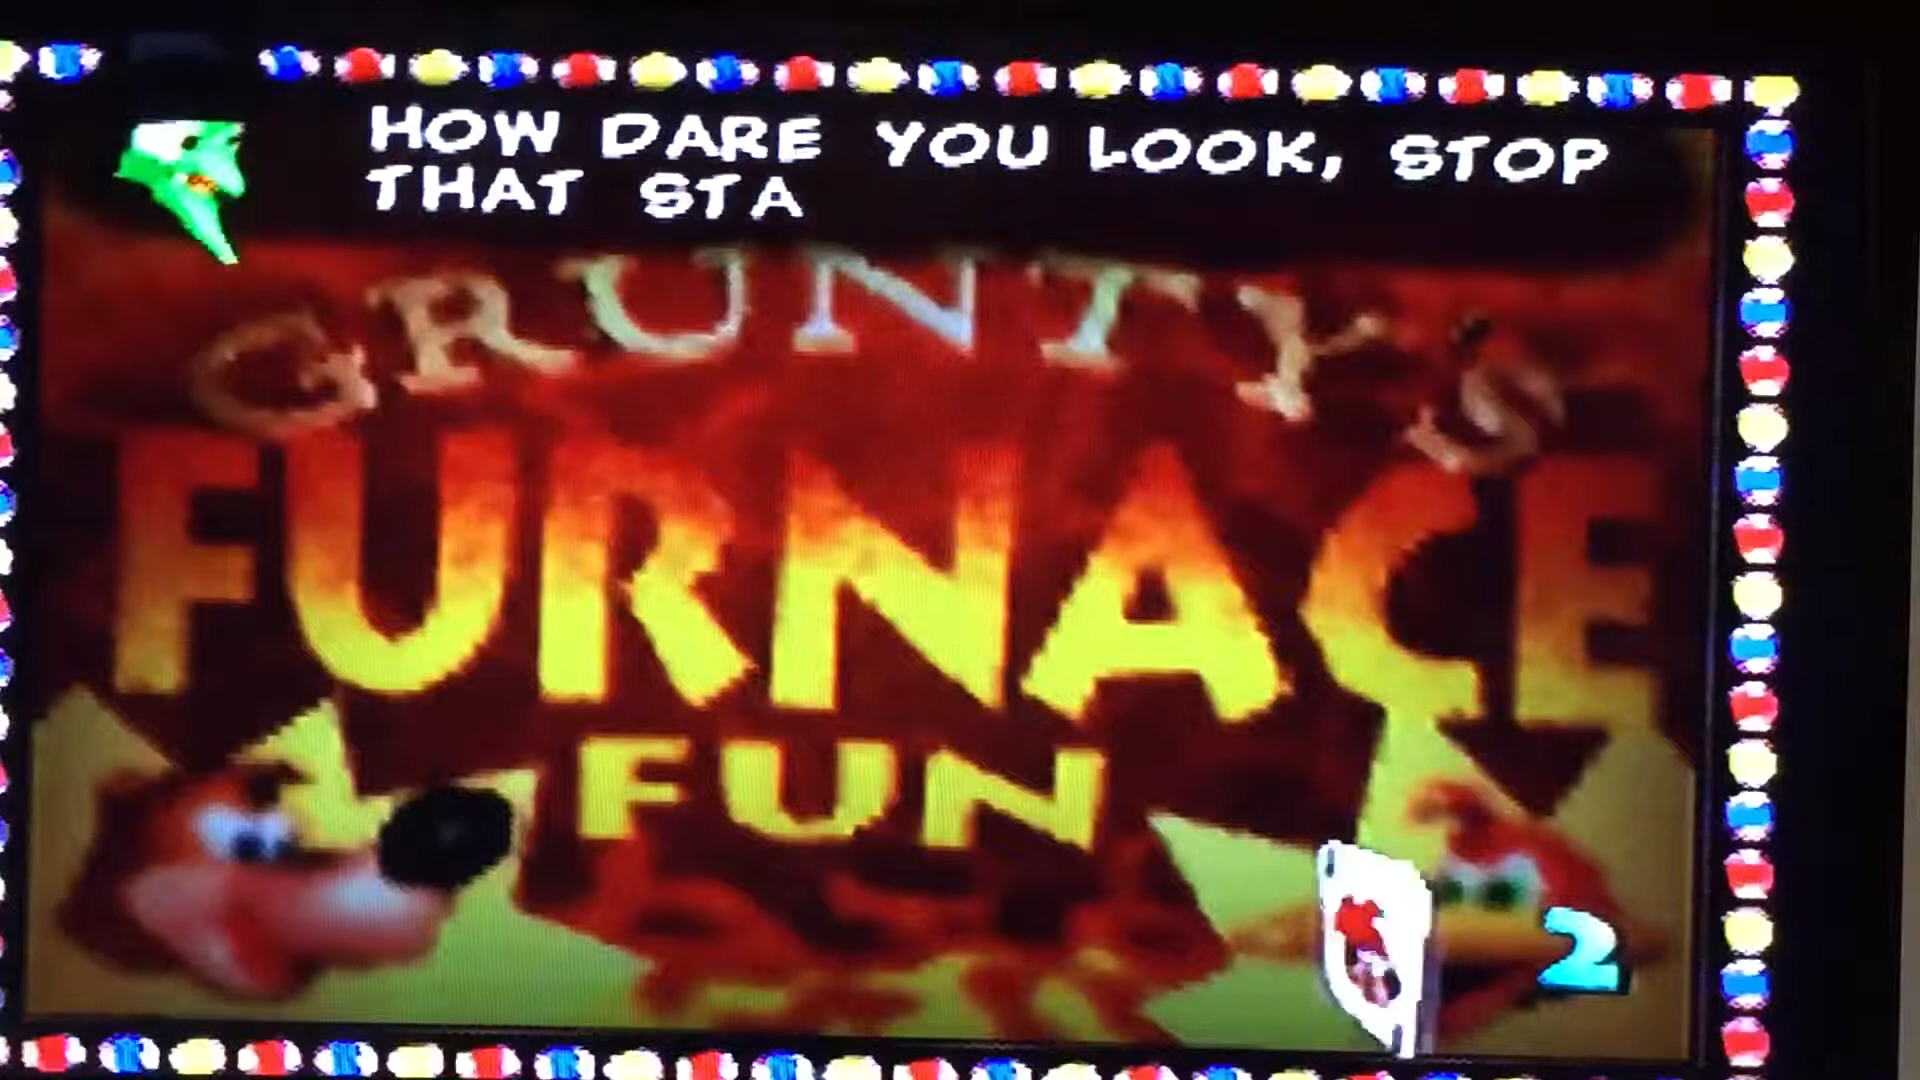 HOW DARE YOU LOOK, STOP
THAT STA
GRUNTY'S
FURNACE
FUN
2